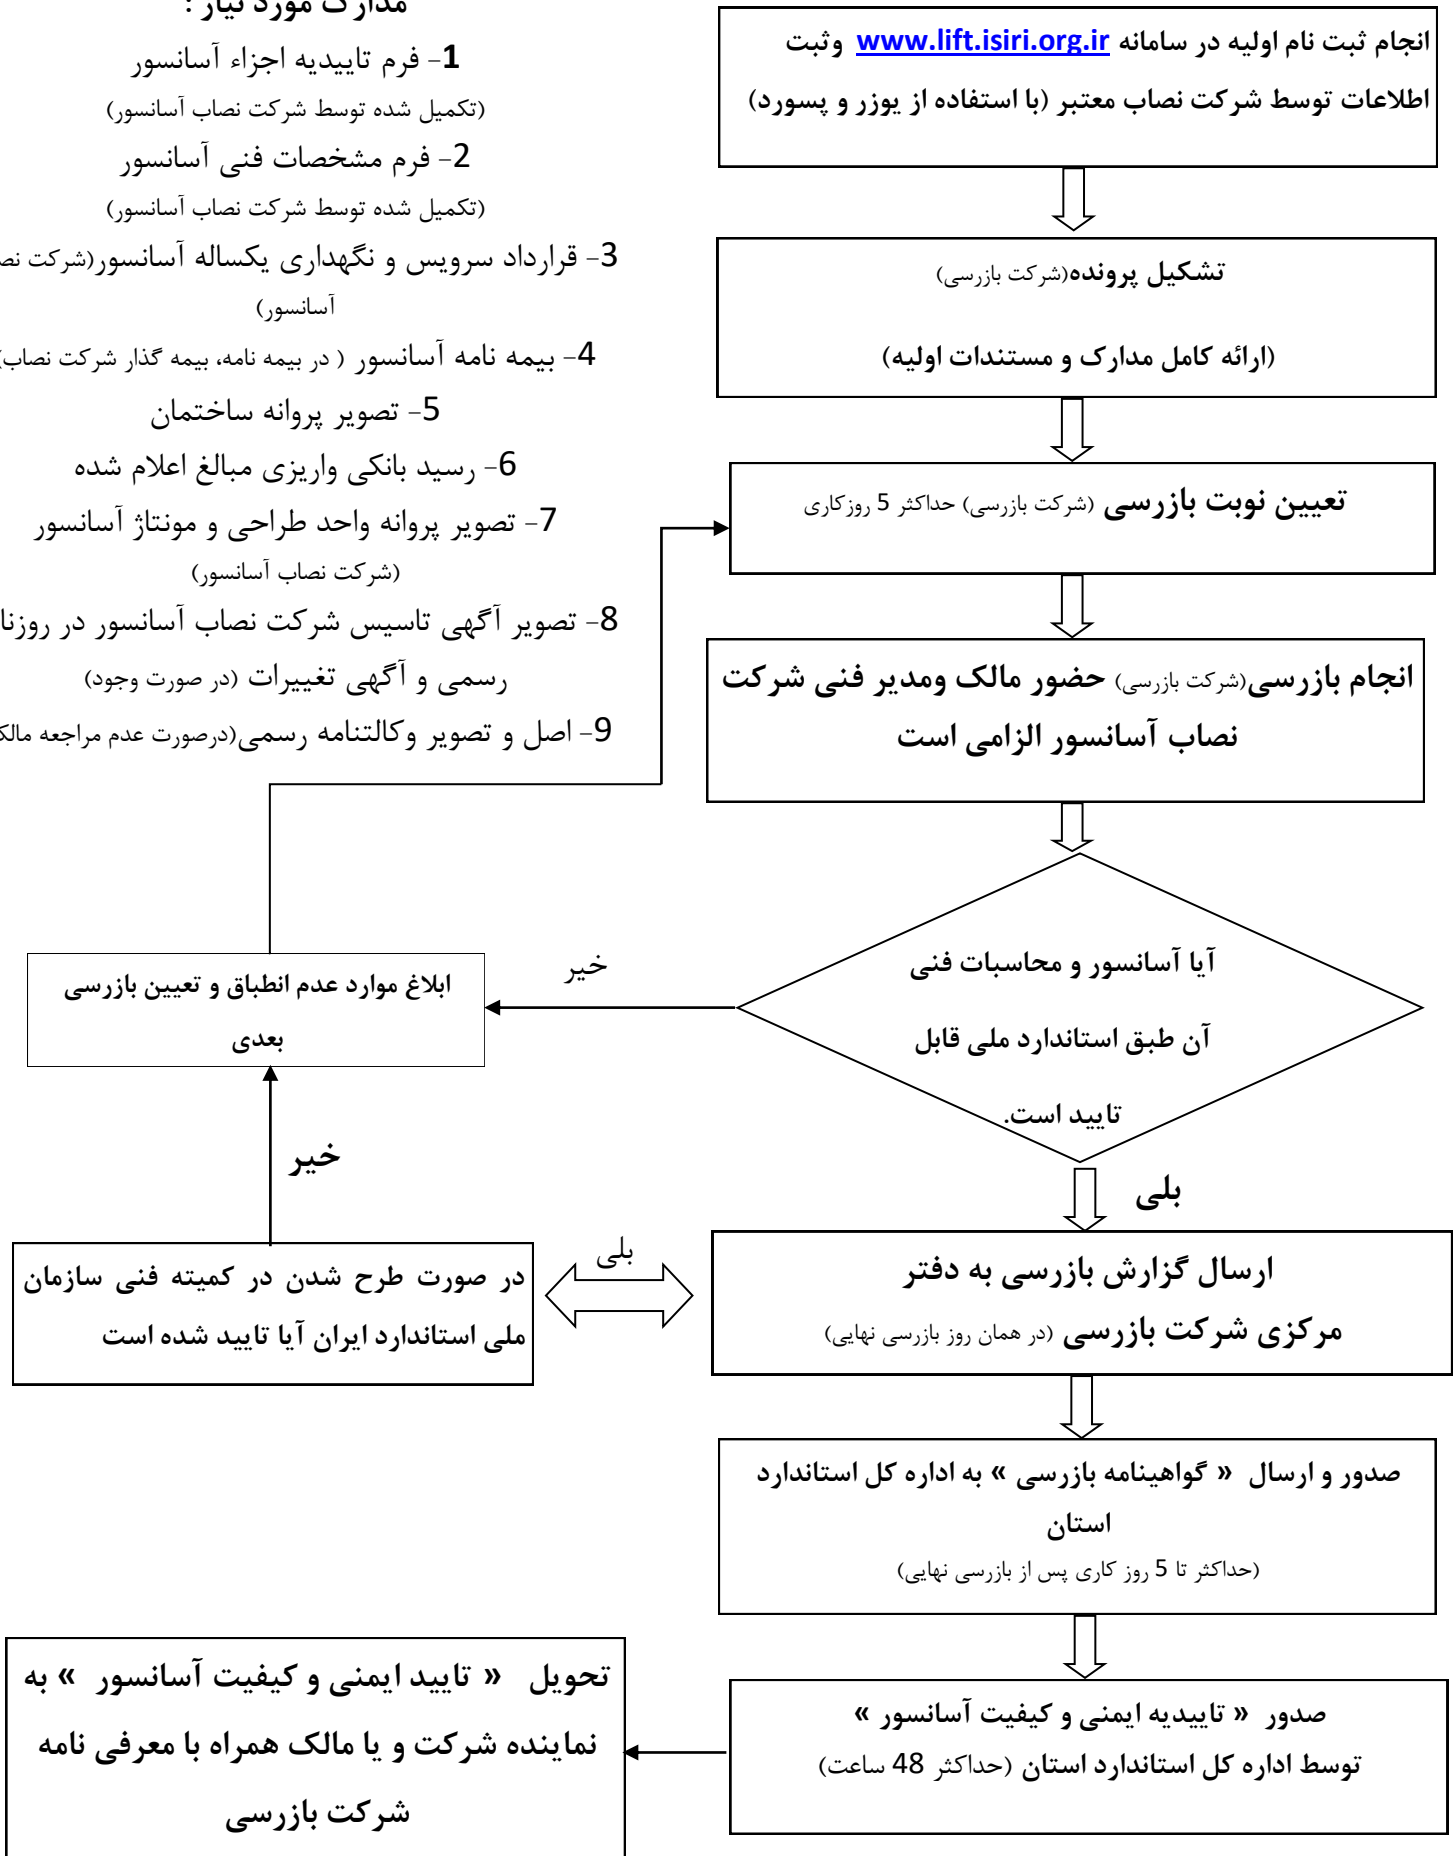 مدارک مورد نیاز :
1- فرم تاییدیه اجزاء آسانسور
(تکمیل شده توسط شرکت نصاب آسانسور)
2- فرم مشخصات فنی آسانسور
(تکمیل شده توسط شرکت نصاب آسانسور)
3- قرارداد سرویس و نگهداری یکساله آسانسور(شرکت
آسانسور)
4- بیمه نامه آسانسور ( در بیمه نامه، بیمه گذار شرکت نصاب)
5- تصویر پروانه ساختمان
6- رسید بانکی واریزی مبالغ اعلام شده
7- تصویر پروانه واحد طراحی و مونتاژ آسانسور
(شرکت نصاب آسانسور)
8- تصویر آگهی تاسیس شرکت نصاب آسانسور در
رسمی و آگهی تغییرات (در صورت وجود)
9- اصل و تصویر وکالتنامه رسمی(درصورت عدم مراجعه
انجام ثبت نام اولیه در سامانه www.lift.isiri.org.ir وثبت
اطلاعات توسط شرکت نصاب معتبر (با استفاده از یوزر و پسورد)
تشکیل پرونده(شرکت بازرسی)
(ارائه کامل مدارک و مستندات اولیه)
تعیین نوبت بازرسی (شرکت بازرسی) حداکثر 5 روزکاری
انجام بازرسی(شرکت بازرسی) حضور مالک ومدیر فنی شرکت
نصاب آسانسور الزامی است
آیا آسانسور و محاسبات فنی
آن طبق استاندارد ملی قابل
تایید است.
خیر
ابلاغ موارد عدم انطباق و تعیین بازرسی
بعدی
خیر
بلی
بلی
در صورت طرح شدن در کمیته فنی سازمان
ملی استاندارد ایران آیا تایید شده است
ارسال گزارش بازرسی به دفتر
مرکزی شرکت بازرسی (در همان روز بازرسی نهایی)
صدور و ارسال « گواهینامه بازرسی » به اداره کل استاندارد
استان
(حداکثر تا 5 روز کاری پس از بازرسی نهایی)
صدور « تاییدیه ایمنی و کیفیت آسانسور »
توسط اداره کل استاندارد استان (حداکثر 48 ساعت)
تحویل « تایید ایمنی و کیفیت آسانسور » به
نماینده شرکت و یا مالک همراه با معرفی نامه
شرکت بازرسی